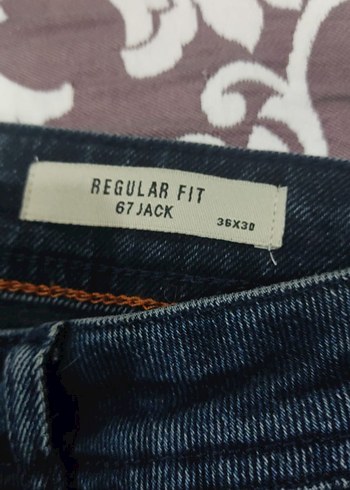 REGULAR FIT
67 JACK
36X30